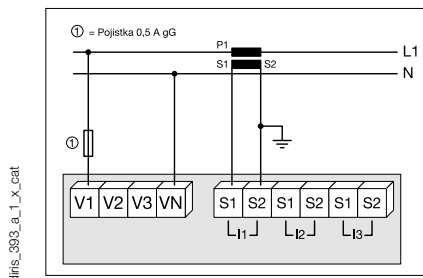 ① = Pojistka 0,5 A gG
P1
L1
S1 S2
N
①
V1 V2 V3 VN S1 S2 S1 S2 S1 S2
I1 I2 I3
diris_393_a_1_x_cat